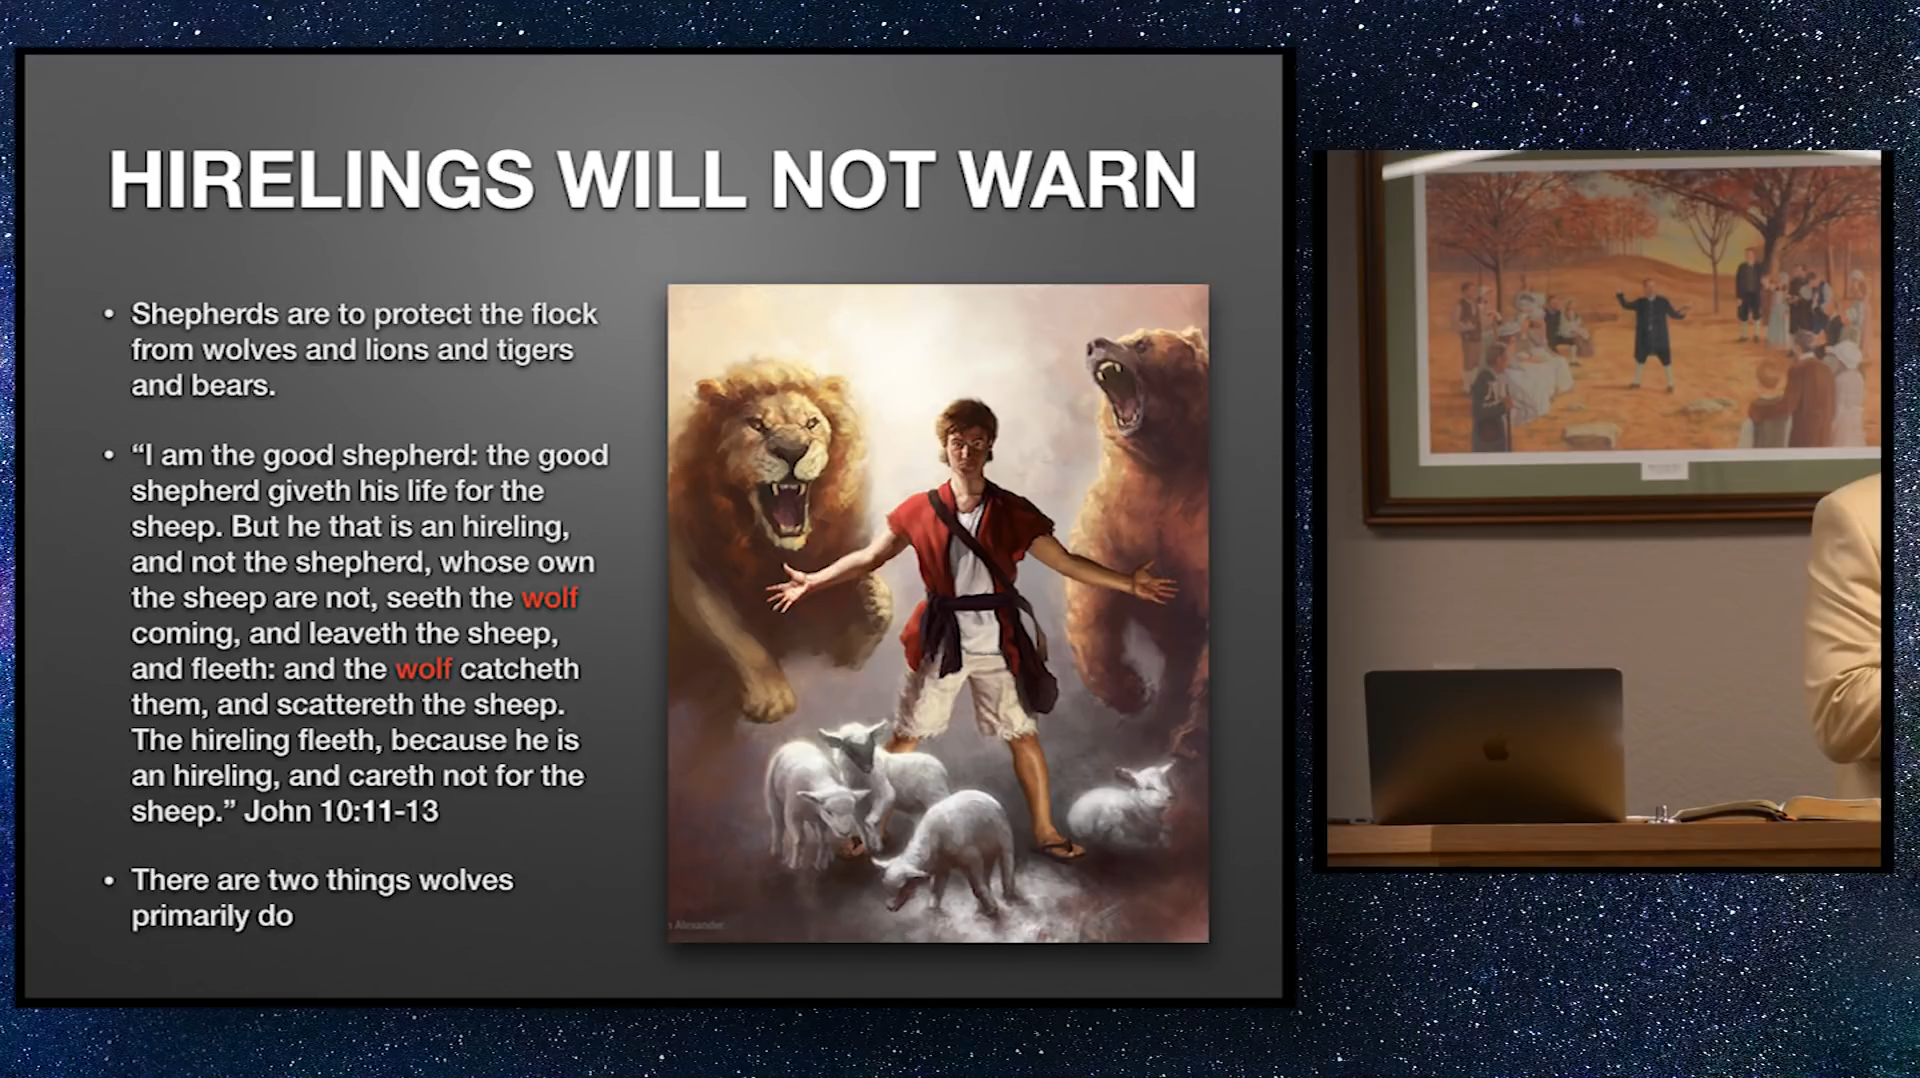 HIRELINGS WILL NOT WARN
• Shepherds are to protect the flock
from wolves and lions and tigers
and bears.
• “I am the good shepherd: the good
shepherd giveth his life for the
sheep. But he that is an hireling,
and not the shepherd, whose own
the sheep are not, seeth the wolf
coming, and leaveth the sheep,
and fleeth: and the wolf catcheth
them, and scattereth the sheep.
The hireling fleeth, because he is
an hireling, and careth not for the
sheep.” John 10:11-13
• There are two things wolves
primarily do
Alexander